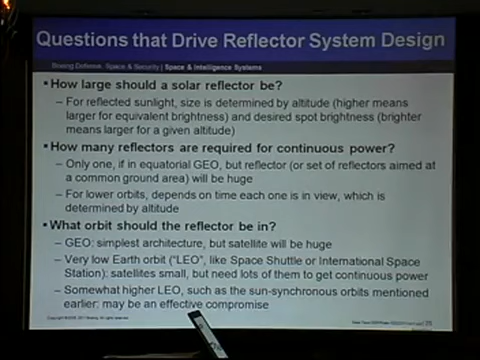 Questions that Drive Reflector System Design
Boeing Defense, Space & Security | Space & Intelligence Systems
▪ How large should a solar reflector be?
– For reflected sunlight, size is determined by altitude (higher means
larger for equivalent brightness) and desired spot brightness (brighter
means larger for a given altitude)
▪ How many reflectors are required for continuous power?
– Only one, if in equatorial GEO, but reflector (or set of reflectors aimed at
a common ground area) will be huge
– For lower orbits, depends on time each one is in view, which is
determined by altitude
▪ What orbit should the reflector be in?
– GEO: simplest architecture, but satellite will be huge
– Very low Earth orbit ("LEO", like Space Shuttle or International Space
Station): satellites small, but need lots of them to get continuous power
– Somewhat higher LEO, such as the sun-synchronous orbits mentioned
earlier: may be an effective compromise